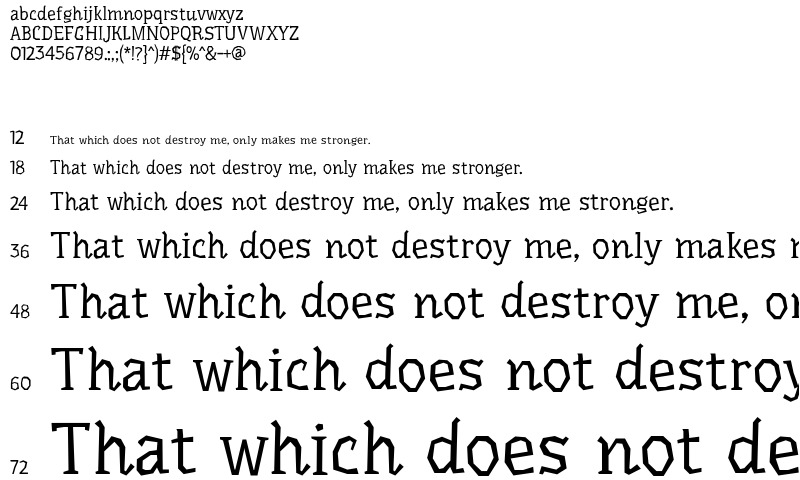 abcdefghijklmnopqrstuvwxyz
ABCDEFGHIJKLMNOPQRSTUVWXYZ
0123456789.:,;(*!?}^)#${%^&-+@
12 That which does not destroy me, only makes me stronger.
18 That which does not destroy me, only makes me stronger.
24 That which does not destroy me, only makes me stronger.
36 That which does not destroy me, only makes
48 That which does not destroy me,
60 That which does not destroy
72 That which does not de